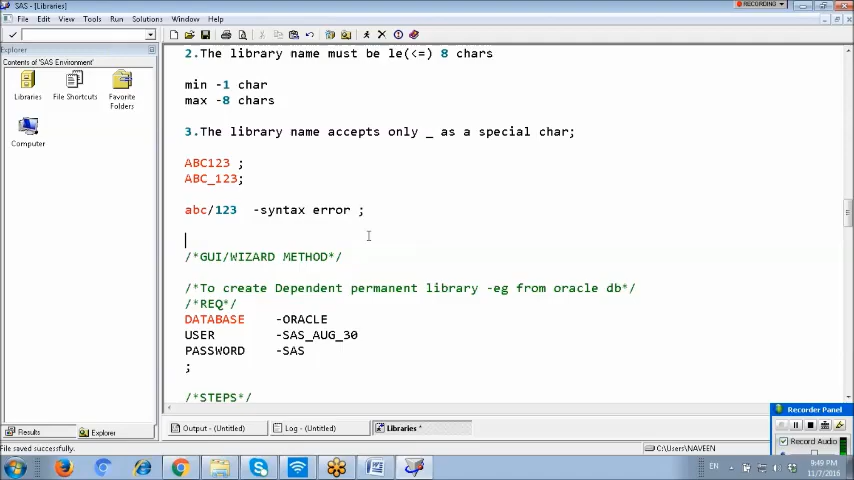 SAS - [Libraries]
RECORDING
File Edit View Tools Run Solutions Window Help
Explorer
Contents of 'SAS Environment'
Libraries
File Shortcuts
Favorite Folders
Computer
2.The library name must be le(<=) 8 chars
min -1 char
max -8 chars
3.The library name accepts only _ as a special char;
ABC123 ;
ABC_123;
abc/123 -syntax error ;
/*GUI/WIZARD METHOD*/
/*To create Dependent permanent library -eg from oracle db*/
/*REQ*/
DATABASE -ORACLE
USER -SAS_AUG_30
PASSWORD -SAS
;
/*STEPS*/
Results
Explorer
Output - (Untitled)
Log - (Untitled)
Libraries *
File saved successfully.
C:\Users\NAVEEN
Recorder Panel
Record Audio
EN
9:49 PM
11/7/2016